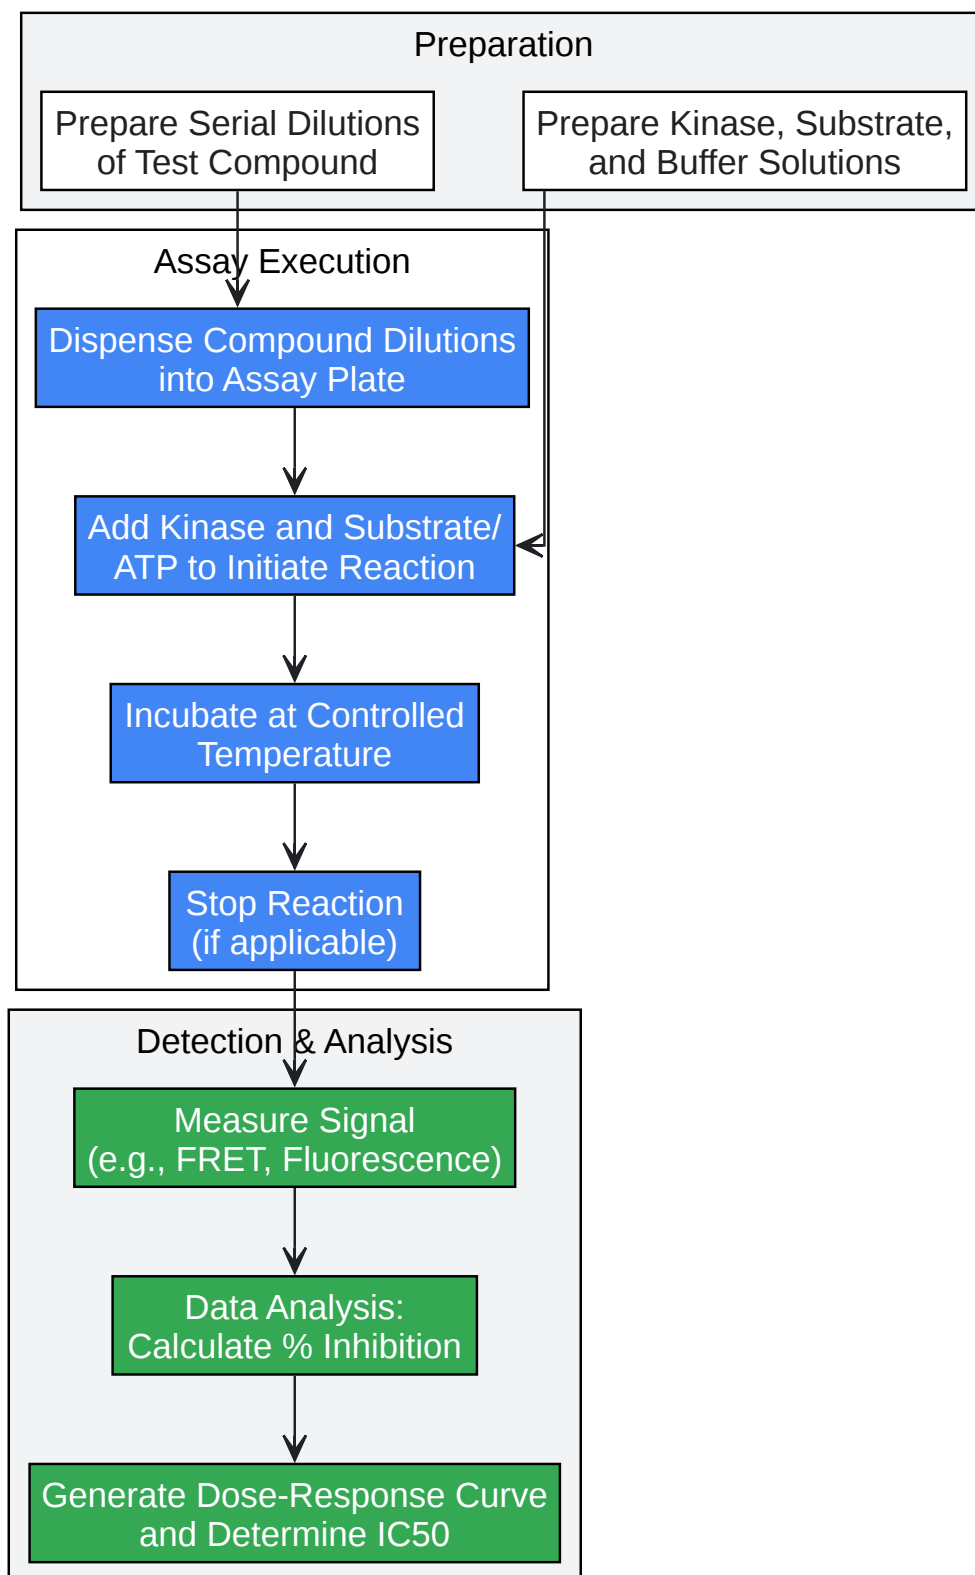 Preparation
Prepare Serial Dilutions
of Test Compound
Prepare Kinase, Substrate,
and Buffer Solutions
Assay Execution
Dispense Compound Dilutions
into Assay Plate
Add Kinase and Substrate/
ATP to Initiate Reaction
Incubate at Controlled
Temperature
Stop Reaction
(if applicable)
Detection & Analysis
Measure Signal
(e.g., FRET, Fluorescence)
Data Analysis:
Calculate % Inhibition
Generate Dose-Response Curve
and Determine IC50